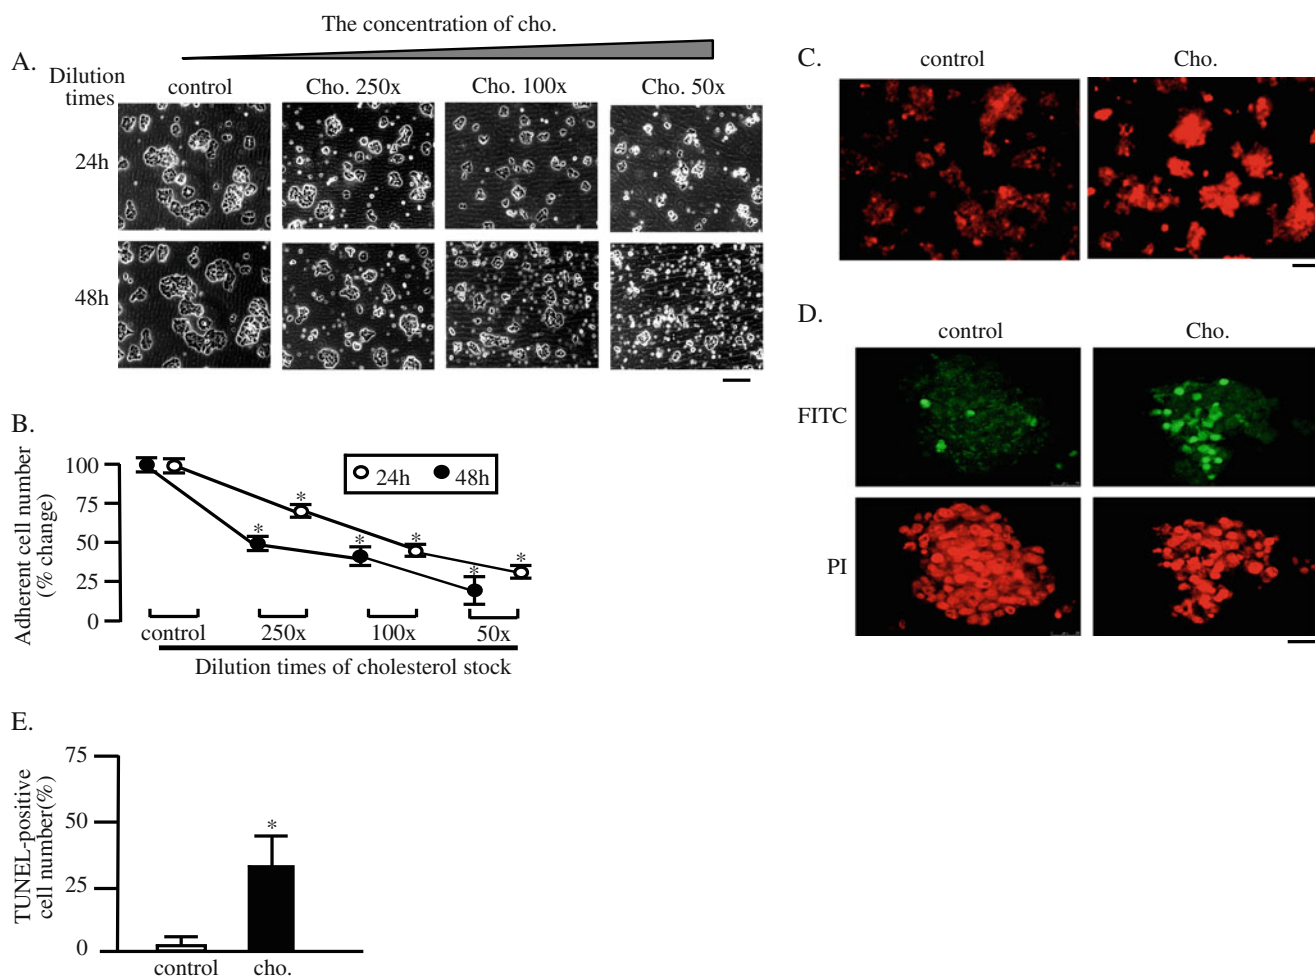 The concentration of cho.
A.
Dilution
times
control
Cho. 250x
Cho. 100x
Cho. 50x
24h
48h
B.
Adherent cell number
(% change)
100
75
50
25
0
24h
48h
*
*
*
*
*
*
control
250x
100x
50x
Dilution times of cholesterol stock
C.
control
Cho.
D.
control
Cho.
FITC
PI
E.
TUNEL-positive
cell number(%)
75
50
25
0
*
control
cho.